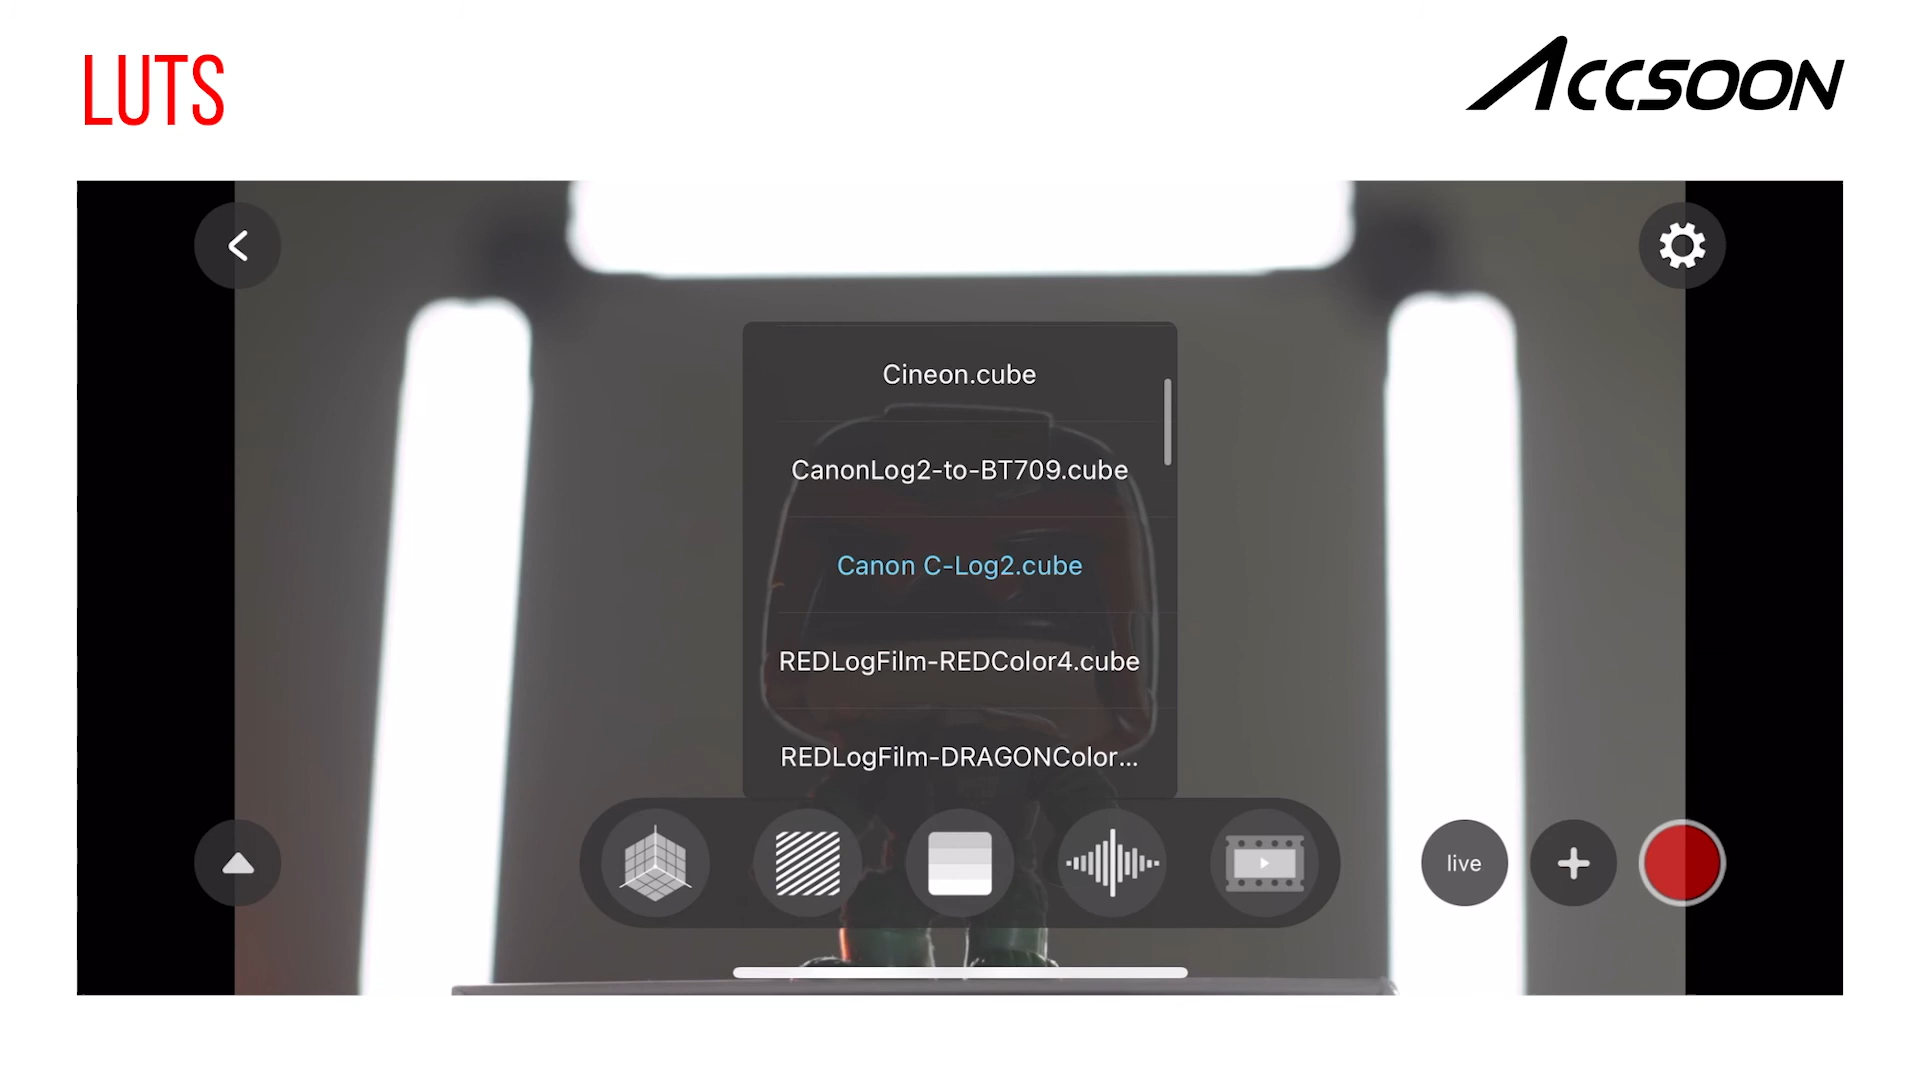 LUTS
ACCSOON
Cineon.cube
CanonLog2-to-BT709.cube
Canon C-Log2.cube
REDLogFilm-REDColor4.cube
REDLogFilm-DRAGONColor...
live